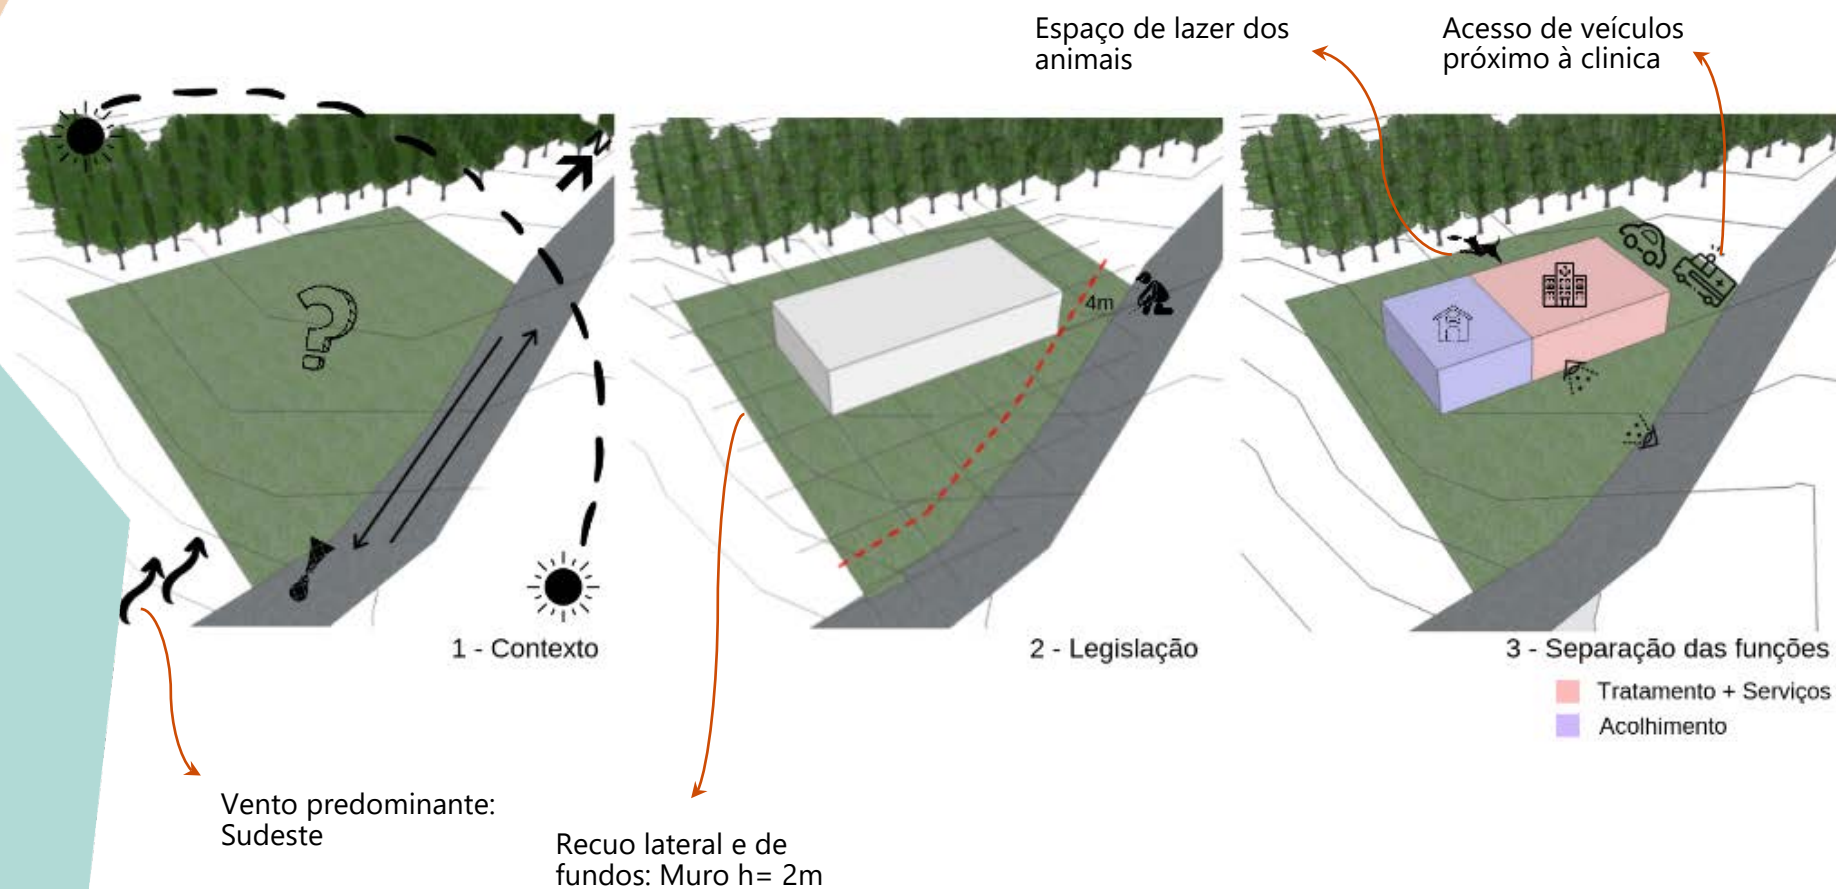 Espaço de lazer dos
animais
Acesso de veículos
próximo à clinica
N
4m
1 - Contexto
2 - Legislação
3 - Separação das funções
Tratamento + Serviços
Acolhimento
Vento predominante:
Sudeste
Recuo lateral e de
fundos: Muro h= 2m